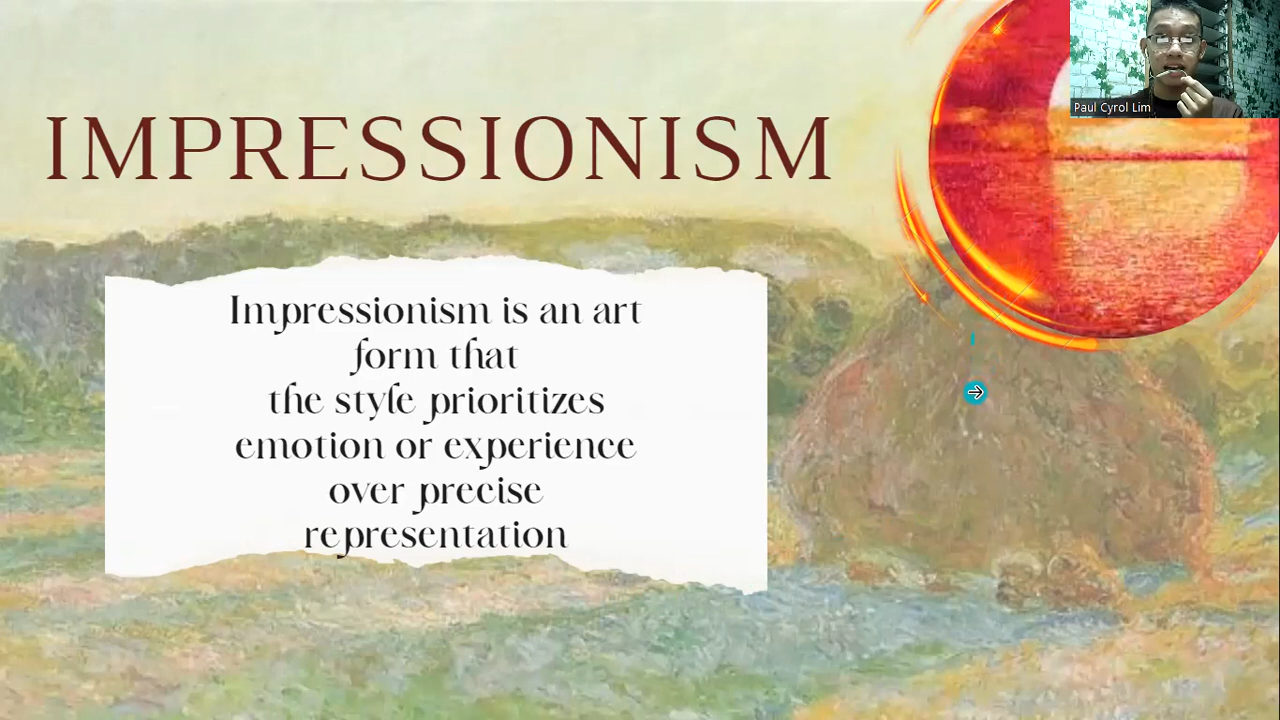 IMPRESSIONISM
Paul Cyrol Lim
Impressionism is an art
form that
the style prioritizes
emotion or experience
over precise
representation